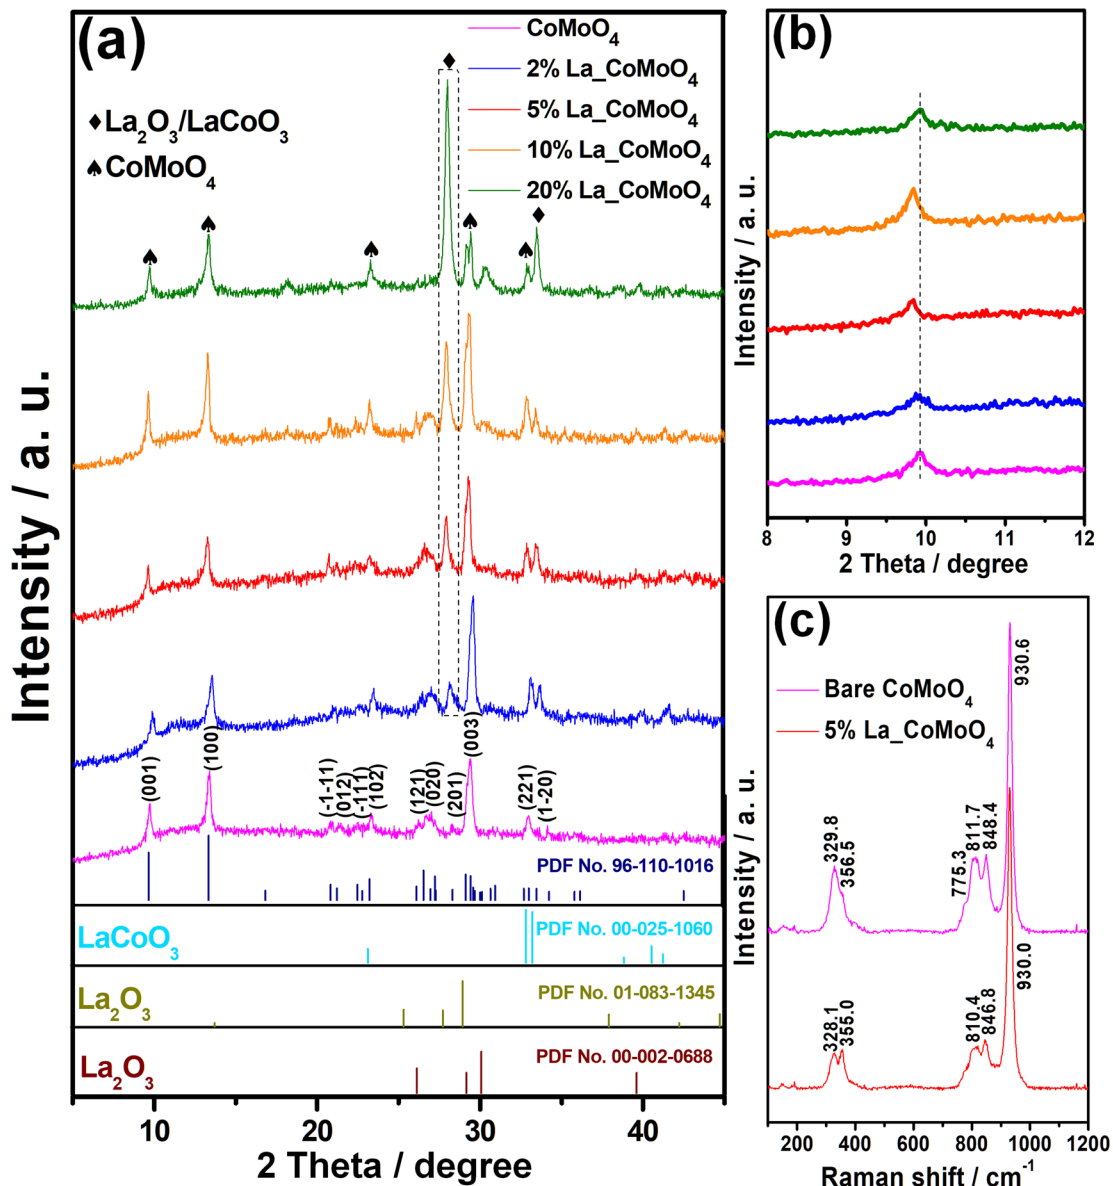 (a)
CoMoO4
2% La_CoMoO4
5% La_CoMoO4
10% La_CoMoO4
20% La_CoMoO4
♦ La2O3/LaCoO3
♠ CoMoO4
Intensity / a. u.
(001)
(100)
(-1-11)
(012)
(-111)
(102)
(121)
(020)
(201)
(003)
(221)
(1-20)
PDF No. 96-110-1016
LaCoO3
PDF No. 00-025-1060
La2O3
PDF No. 01-083-1345
La2O3
PDF No. 00-002-0688
10 20 30 40
2 Theta / degree
(b)
Intensity / a. u.
8 9 10 11 12
2 Theta / degree
(c)
Bare CoMoO4
5% La_CoMoO4
Intensity / a. u.
329.8
356.5
775.3
811.7
848.4
930.6
328.1
355.0
810.4
846.8
930.0
200 400 600 800 1000 1200
Raman shift / cm-1